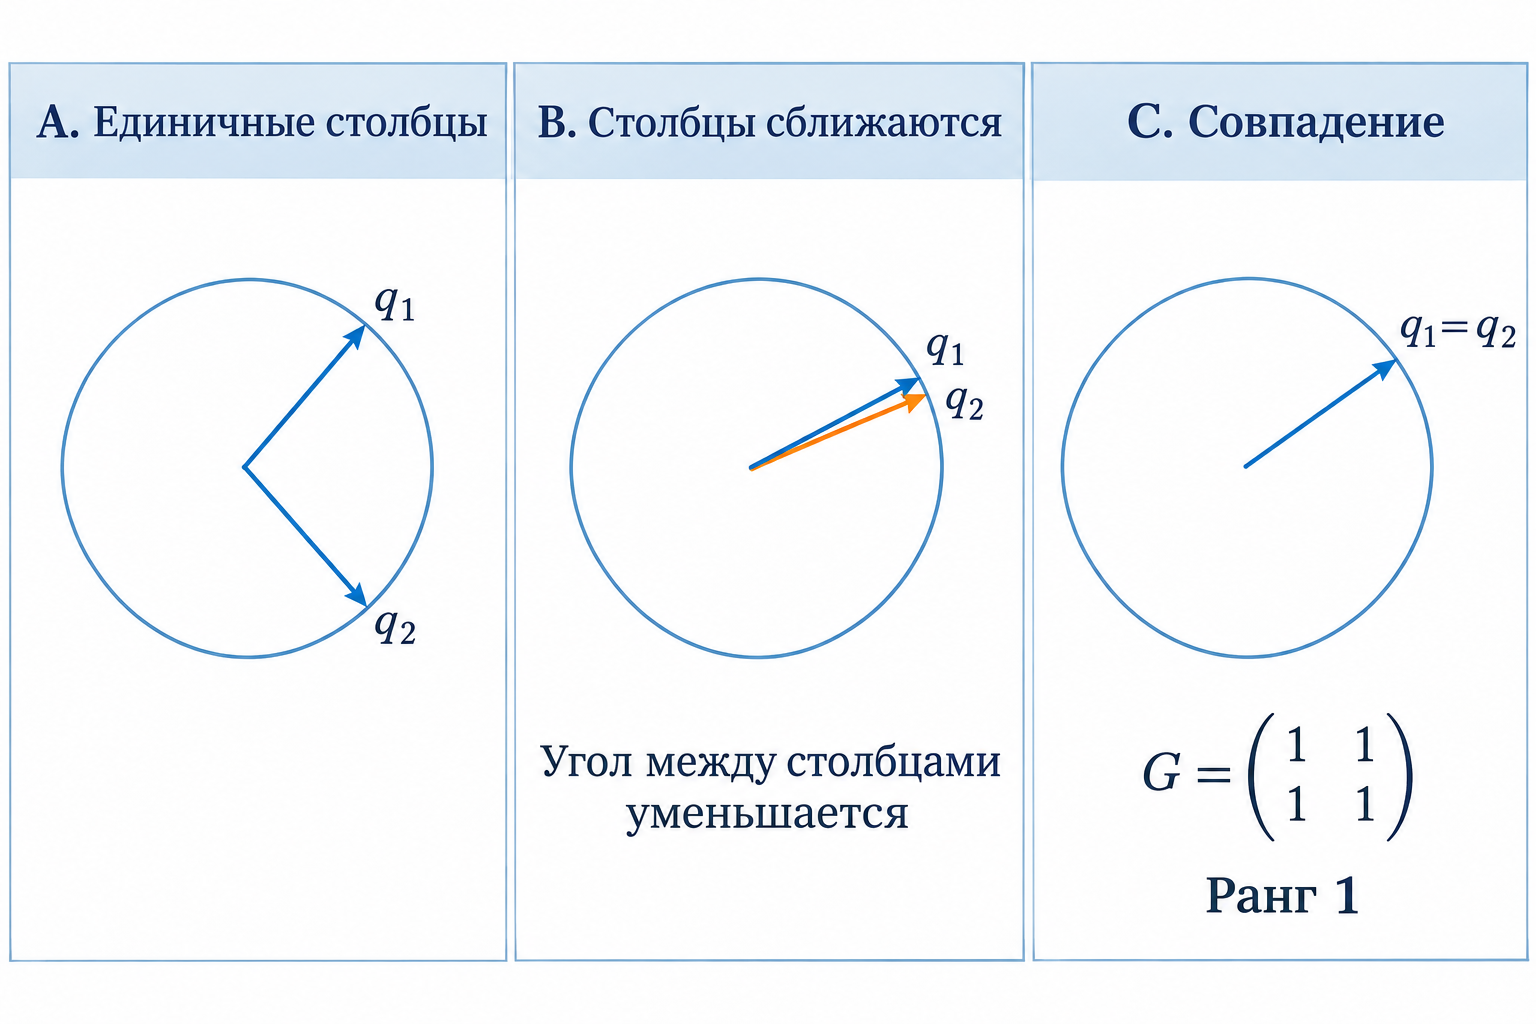 A. Единичные столбцы
q₁
q₂
B. Столбцы сближаются
q₁
q₂
Угол между столбцами
уменьшается
C. Совпадение
q₁=q₂
G = (1 1
1 1)
Ранг 1